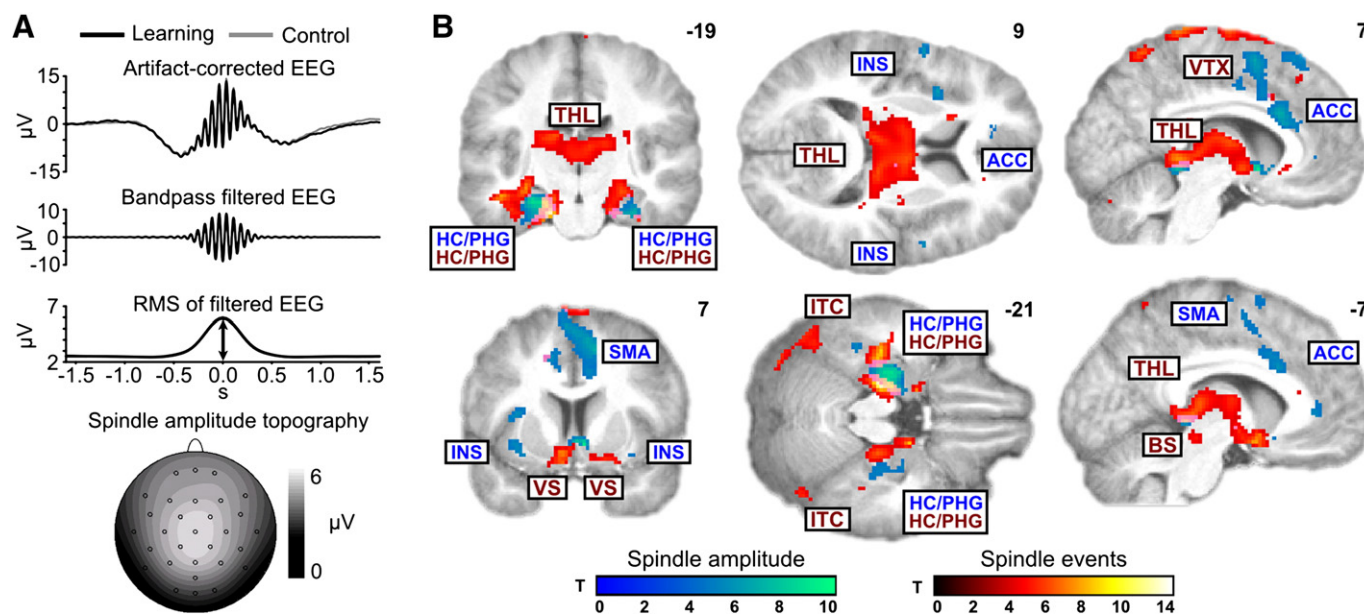 A
Learning Control
Artifact-corrected EEG
15
0
-15
µV
Bandpass filtered EEG
10
0
-10
µV
RMS of filtered EEG
7
2
µV
-1.5 -1.0 -0.5 0.0 0.5 1.0 1.5
s
Spindle amplitude topography
6
µV
0
B
-19
THL
HC/PHG
HC/PHG
HC/PHG
HC/PHG
9
INS
THL
ACC
INS
7
VTX
ACC
THL
7
SMA
INS
INS
VS
VS
-21
ITC
HC/PHG
HC/PHG
ITC
HC/PHG
HC/PHG
-7
SMA
ACC
THL
BS
Spindle amplitude
T
0 2 4 6 8 10
Spindle events
T
0 2 4 6 8 10 12 14